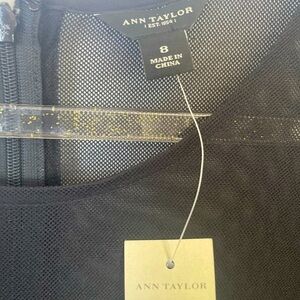 ANN TAYLOR
EST. 1954
8
MADE IN
CHINA
ANN TAYLOR